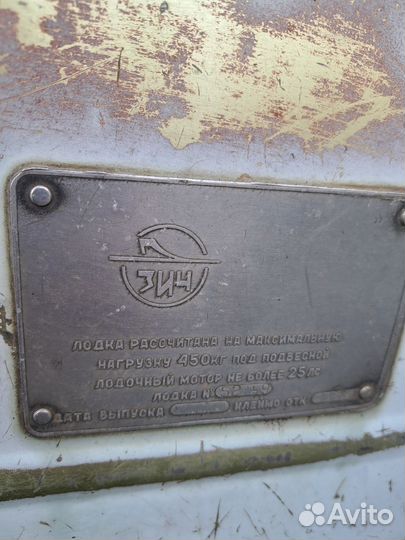 ЗИЧ
ЛОДКА РАССЧИТАНА НА МАКСИМАЛЬНУЮ
НАГРУЗКУ 450КГ ПОД ПОДВЕСНОЙ
ЛОДОЧНЫЙ МОТОР НЕ БОЛЕЕ 25ЛС
ЛОДКА N
ДАТА ВЫПУСКА КЛЕЙМО ОТК
Avito